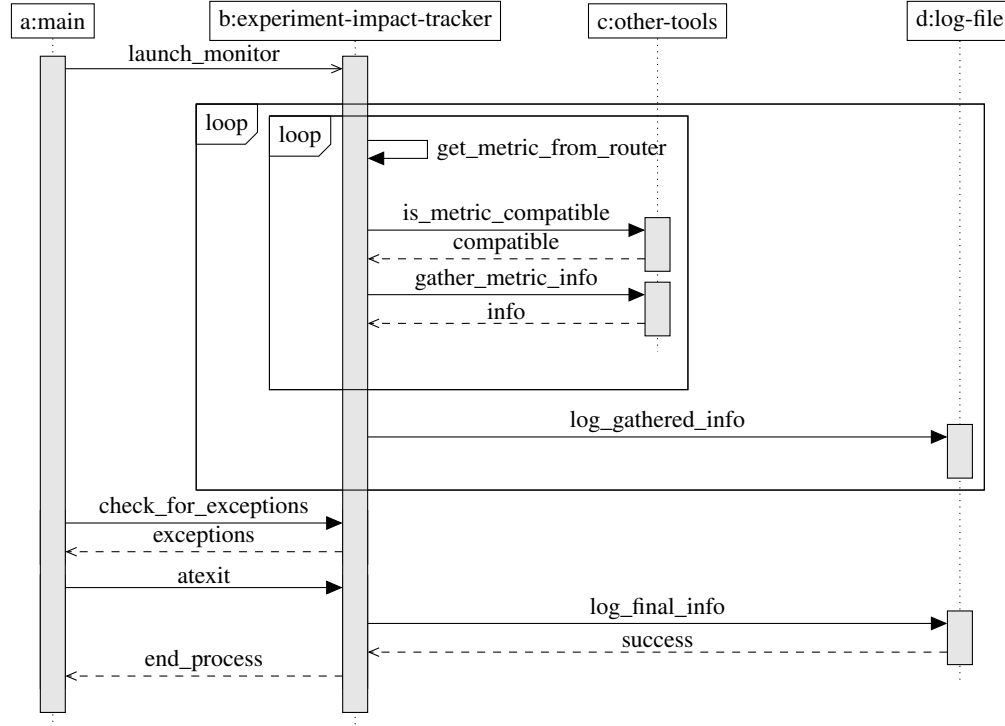 a:main
b:experiment-impact-tracker
c:other-tools
d:log-file
launch_monitor
loop
loop
get_metric_from_router
is_metric_compatible
compatible
gather_metric_info
info
log_gathered_info
check_for_exceptions
exceptions
atexit
log_final_info
success
end_process